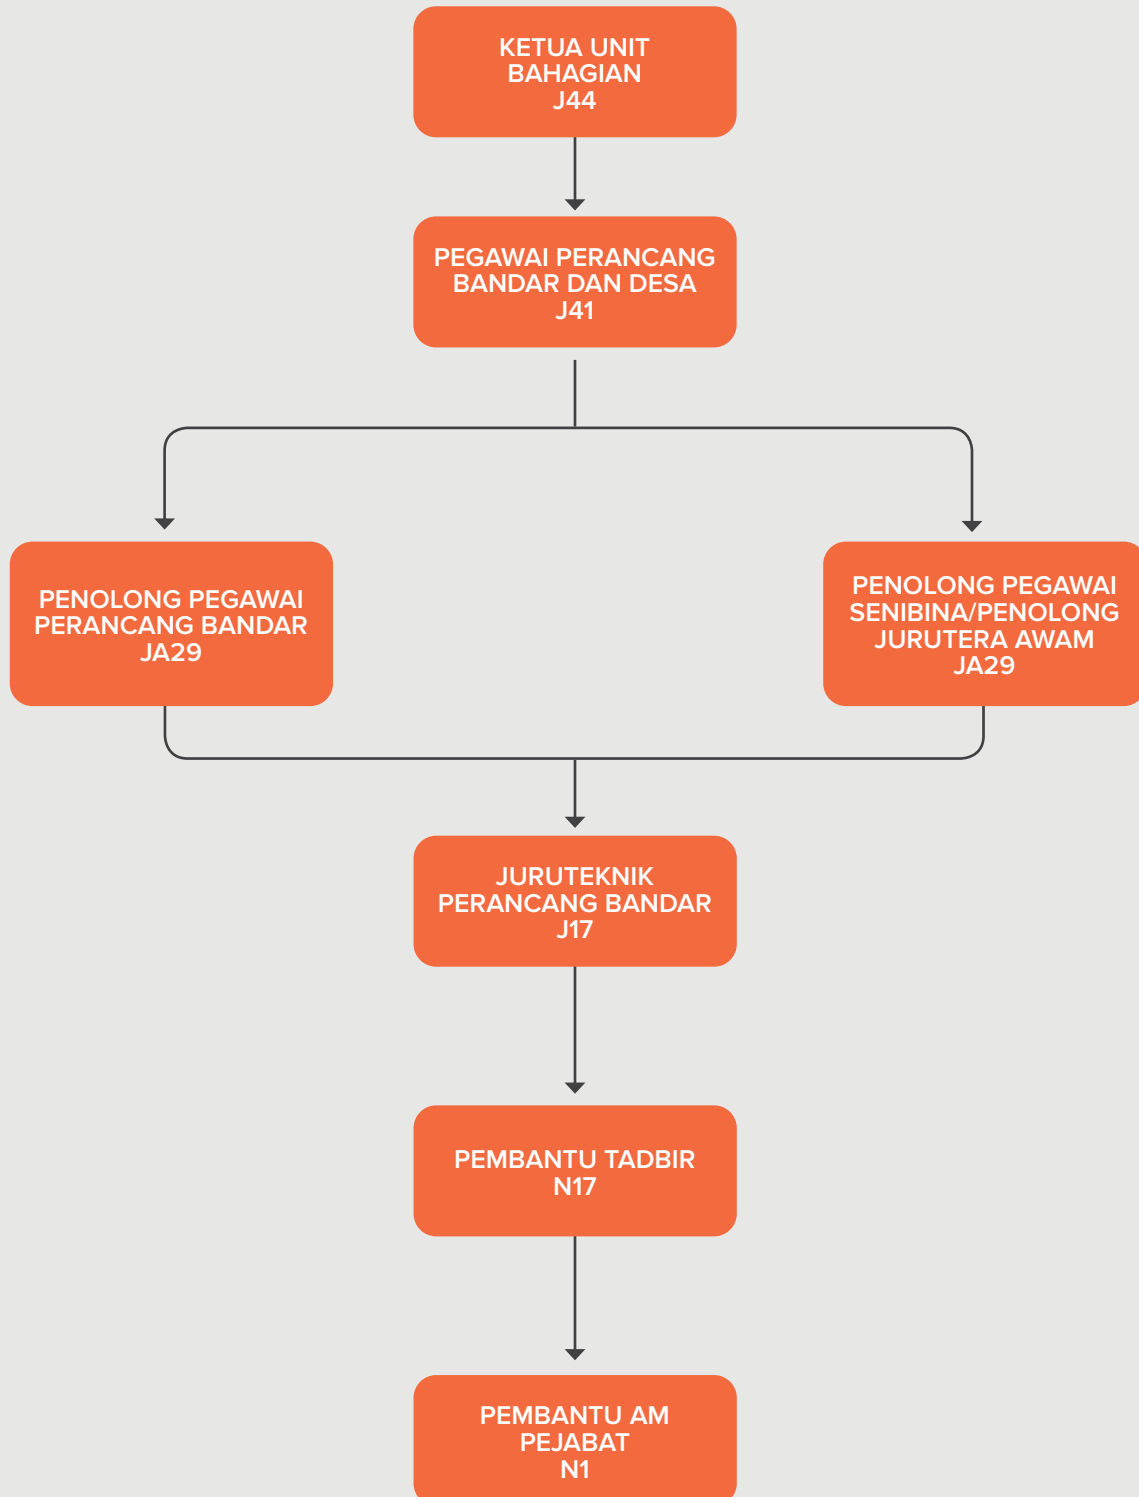 KETUA UNIT
BAHAGIAN
J44
PEGAWAI PERANCANG
BANDAR DAN DESA
J41
PENOLONG PEGAWAI
PERANCANG BANDAR
JA29
PENOLONG PEGAWAI
SENIBINA/PENOLONG
JURUTERA AWAM
JA29
JURUTEKNIK
PERANCANG BANDAR
J17
PEMBANTU TADBIR
N17
PEMBANTU AM
PEJABAT
N1